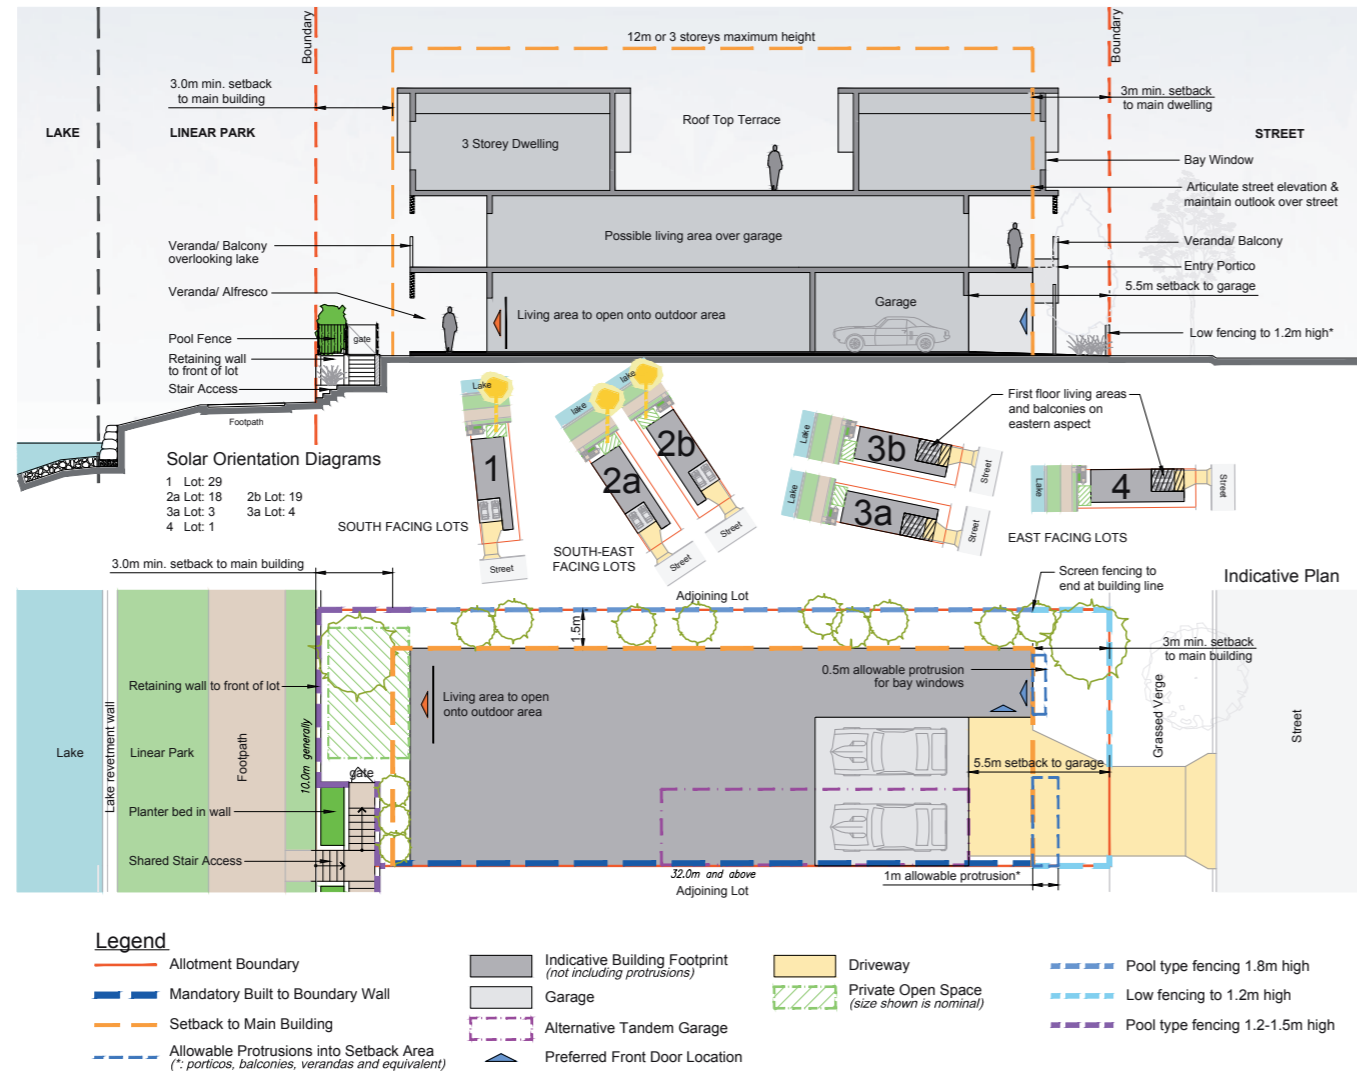 Boundary
12m or 3 storeys maximum height
Boundary
3.0m min. setback
to main building
3m min. setback
to main dwelling
LAKE
LINEAR PARK
Roof Top Terrace
STREET
3 Storey Dwelling
Bay Window
Articulate street elevation &
maintain outlook over street
Possible living area over garage
Veranda/ Balcony
overlooking lake
Veranda/ Balcony
Entry Portico
Veranda/ Alfresco
5.5m setback to garage
Garage
Living area to open onto outdoor area
Pool Fence
gate
Low fencing to 1.2m high*
Retaining wall
to front of lot
Stair Access
Footpath
Lake
lake
lake
First floor living areas
and balconies on
eastern aspect
Solar Orientation Diagrams
1 Lot: 29
2a Lot: 18 2b Lot: 19
3a Lot: 3 3a Lot: 4
4 Lot: 1
1
2a
2b
Lake
3b
Street
Lake
3a
Street
Lake
4
Street
SOUTH FACING LOTS
Street
SOUTH-EAST
FACING LOTS
Street
EAST FACING LOTS
3.0m min. setback to main building
Screen fencing to
end at building line
Indicative Plan
Adjoining Lot
1.5m
3m min. setback
to main building
0.5m allowable protrusion
for bay windows
Retaining wall to front of lot
Living area to open
onto outdoor area
Lake
Lake revetment wall
Linear Park
Footpath
10.0m generally
gate
5.5m setback to garage
Grassed Verge
Street
Planter bed in wall
Shared Stair Access
32.0m and above
Adjoining Lot
1m allowable protrusion*
Legend
Allotment Boundary
Mandatory Built to Boundary Wall
Setback to Main Building
Allowable Protrusions into Setback Area
(*: porticos, balconies, verandas and equivalent)
Indicative Building Footprint
(not including protrusions)
Garage
Alternative Tandem Garage
Preferred Front Door Location
Driveway
Private Open Space
(size shown is nominal)
Pool type fencing 1.8m high
Low fencing to 1.2m high
Pool type fencing 1.2-1.5m high